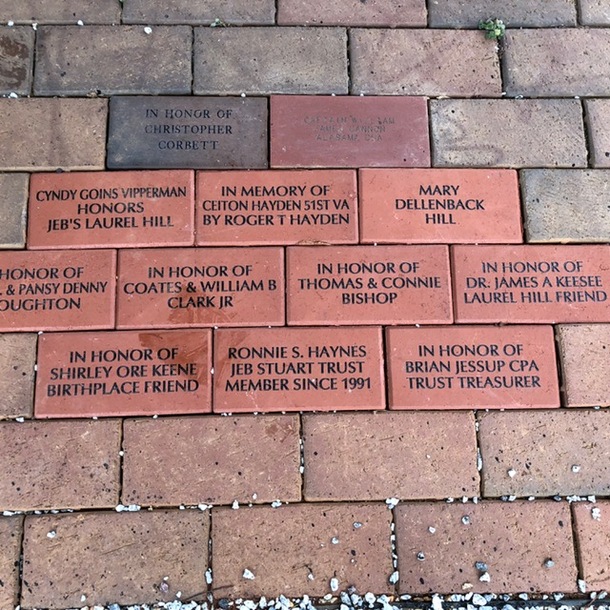 IN HONOR OF
CHRISTOPHER
CORBETT
CYNDY GOINS VIPPERMAN
HONORS
JEB'S LAUREL HILL
IN MEMORY OF
CEITON HAYDEN 51ST VA
BY ROGER T HAYDEN
MARY
DELLENBACK
HILL
HONOR OF
& PANSY DENNY
OUGHTON
IN HONOR OF
COATES & WILLIAM B
CLARK JR
IN HONOR OF
THOMAS & CONNIE
BISHOP
IN HONOR OF
DR. JAMES A KEESEE
LAUREL HILL FRIEND
IN HONOR OF
SHIRLEY ORE KEENE
BIRTHPLACE FRIEND
RONNIE S. HAYNES
JEB STUART TRUST
MEMBER SINCE 1991
IN HONOR OF
BRIAN JESSUP CPA
TRUST TREASURER